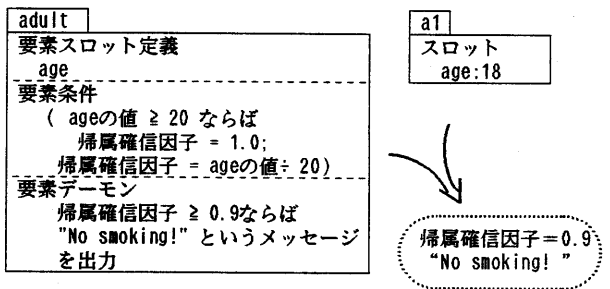 adult
要素スロット定義
age
要素条件
( ageの値 ≧ 20 ならば
帰属確信因子 = 1.0;
帰属確信因子 = ageの値÷ 20)
要素デーモン
帰属確信因子 ≧ 0.9ならば
"No smoking!" というメッセージ
を出力
a1
スロット
age:18
帰属確信因子＝0.9
“No smoking! ”